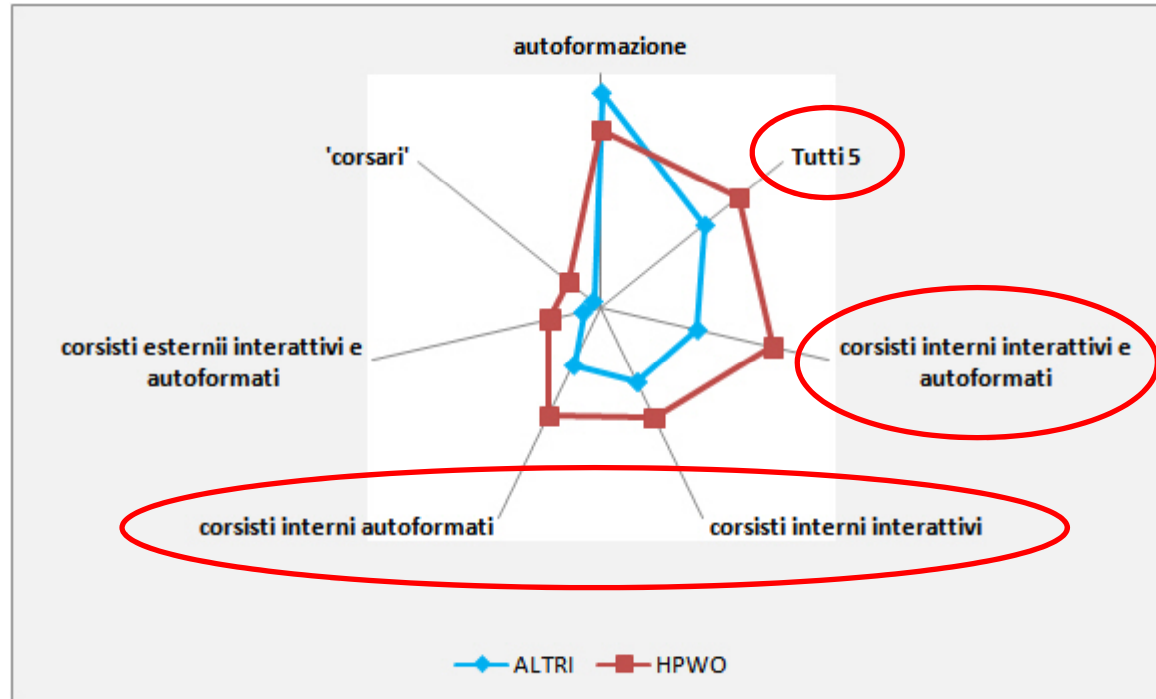 autoformazione
'corsari'
Tutti 5
corsisti esternii interattivi e
autoformati
corsisti interni interattivi e
autoformati
corsisti interni autoformati
corsisti interni interattivi
ALTRI
HPWO